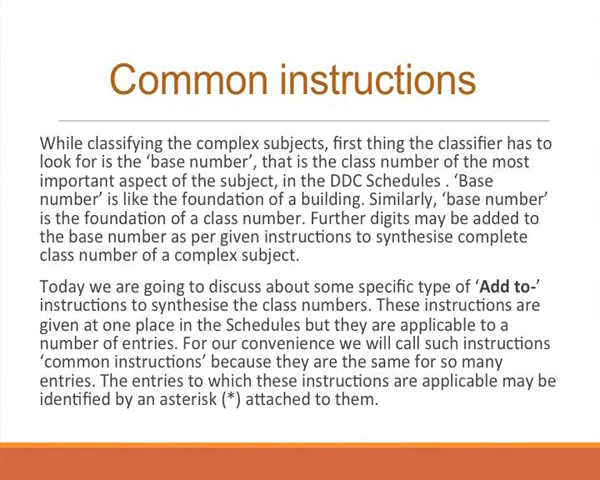 Common instructions
While classifying the complex subjects, first thing the classifier has to
look for is the ‘base number’, that is the class number of the most
important aspect of the subject, in the DDC Schedules . ‘Base
number’ is like the foundation of a building. Similarly, ‘base number’
is the foundation of a class number. Further digits may be added to
the base number as per given instructions to synthesise complete
class number of a complex subject.
Today we are going to discuss about some specific type of ‘Add to-’
instructions to synthesise the class numbers. These instructions are
given at one place in the Schedules but they are applicable to a
number of entries. For our convenience we will call such instructions
‘common instructions’ because they are the same for so many
entries. The entries to which these instructions are applicable may be
identified by an asterisk (*) attached to them.